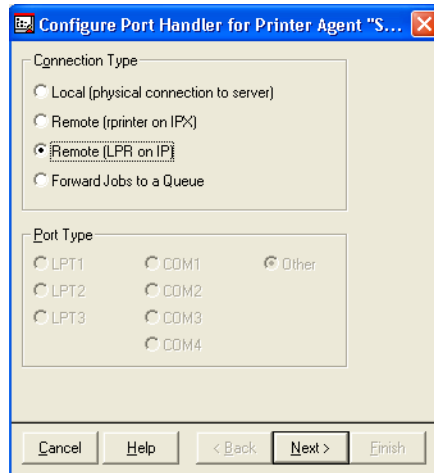 Configure Port Handler for Printer Agent "S...
Connection Type
Local (physical connection to server)
Remote (rprinter on IPX)
Remote (LPR on IP)
Forward Jobs to a Queue
Port Type
LPT1 COM1 Other
LPT2 COM2
LPT3 COM3
COM4
Cancel Help < Back Next > Finish